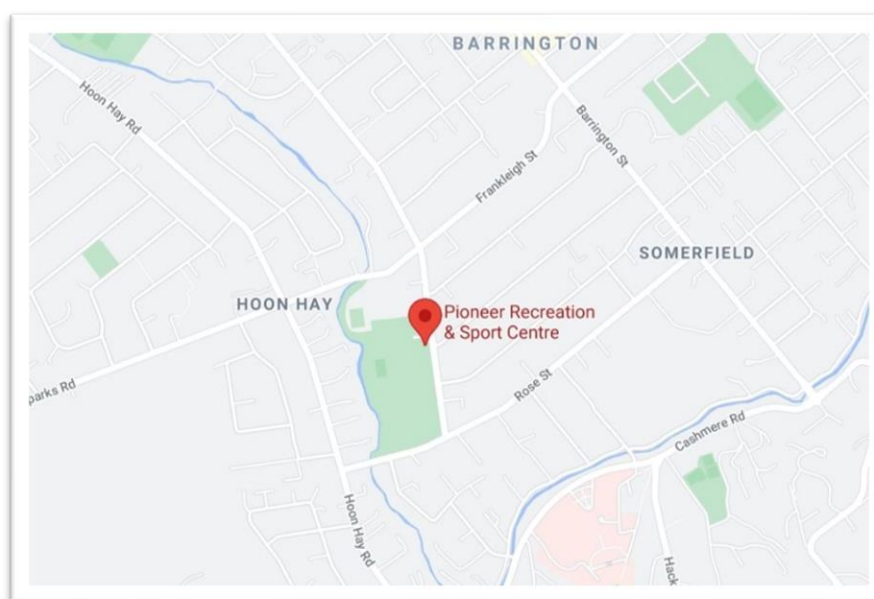 BARRINGTON
Hoon Hay Rd
Barrington St
Frankleigh St
SOMERFIELD
HOON HAY
Pioneer Recreation
& Sport Centre
parks Rd
Rose St
Cashmere Rd
Hoon Hay Rd
Hack